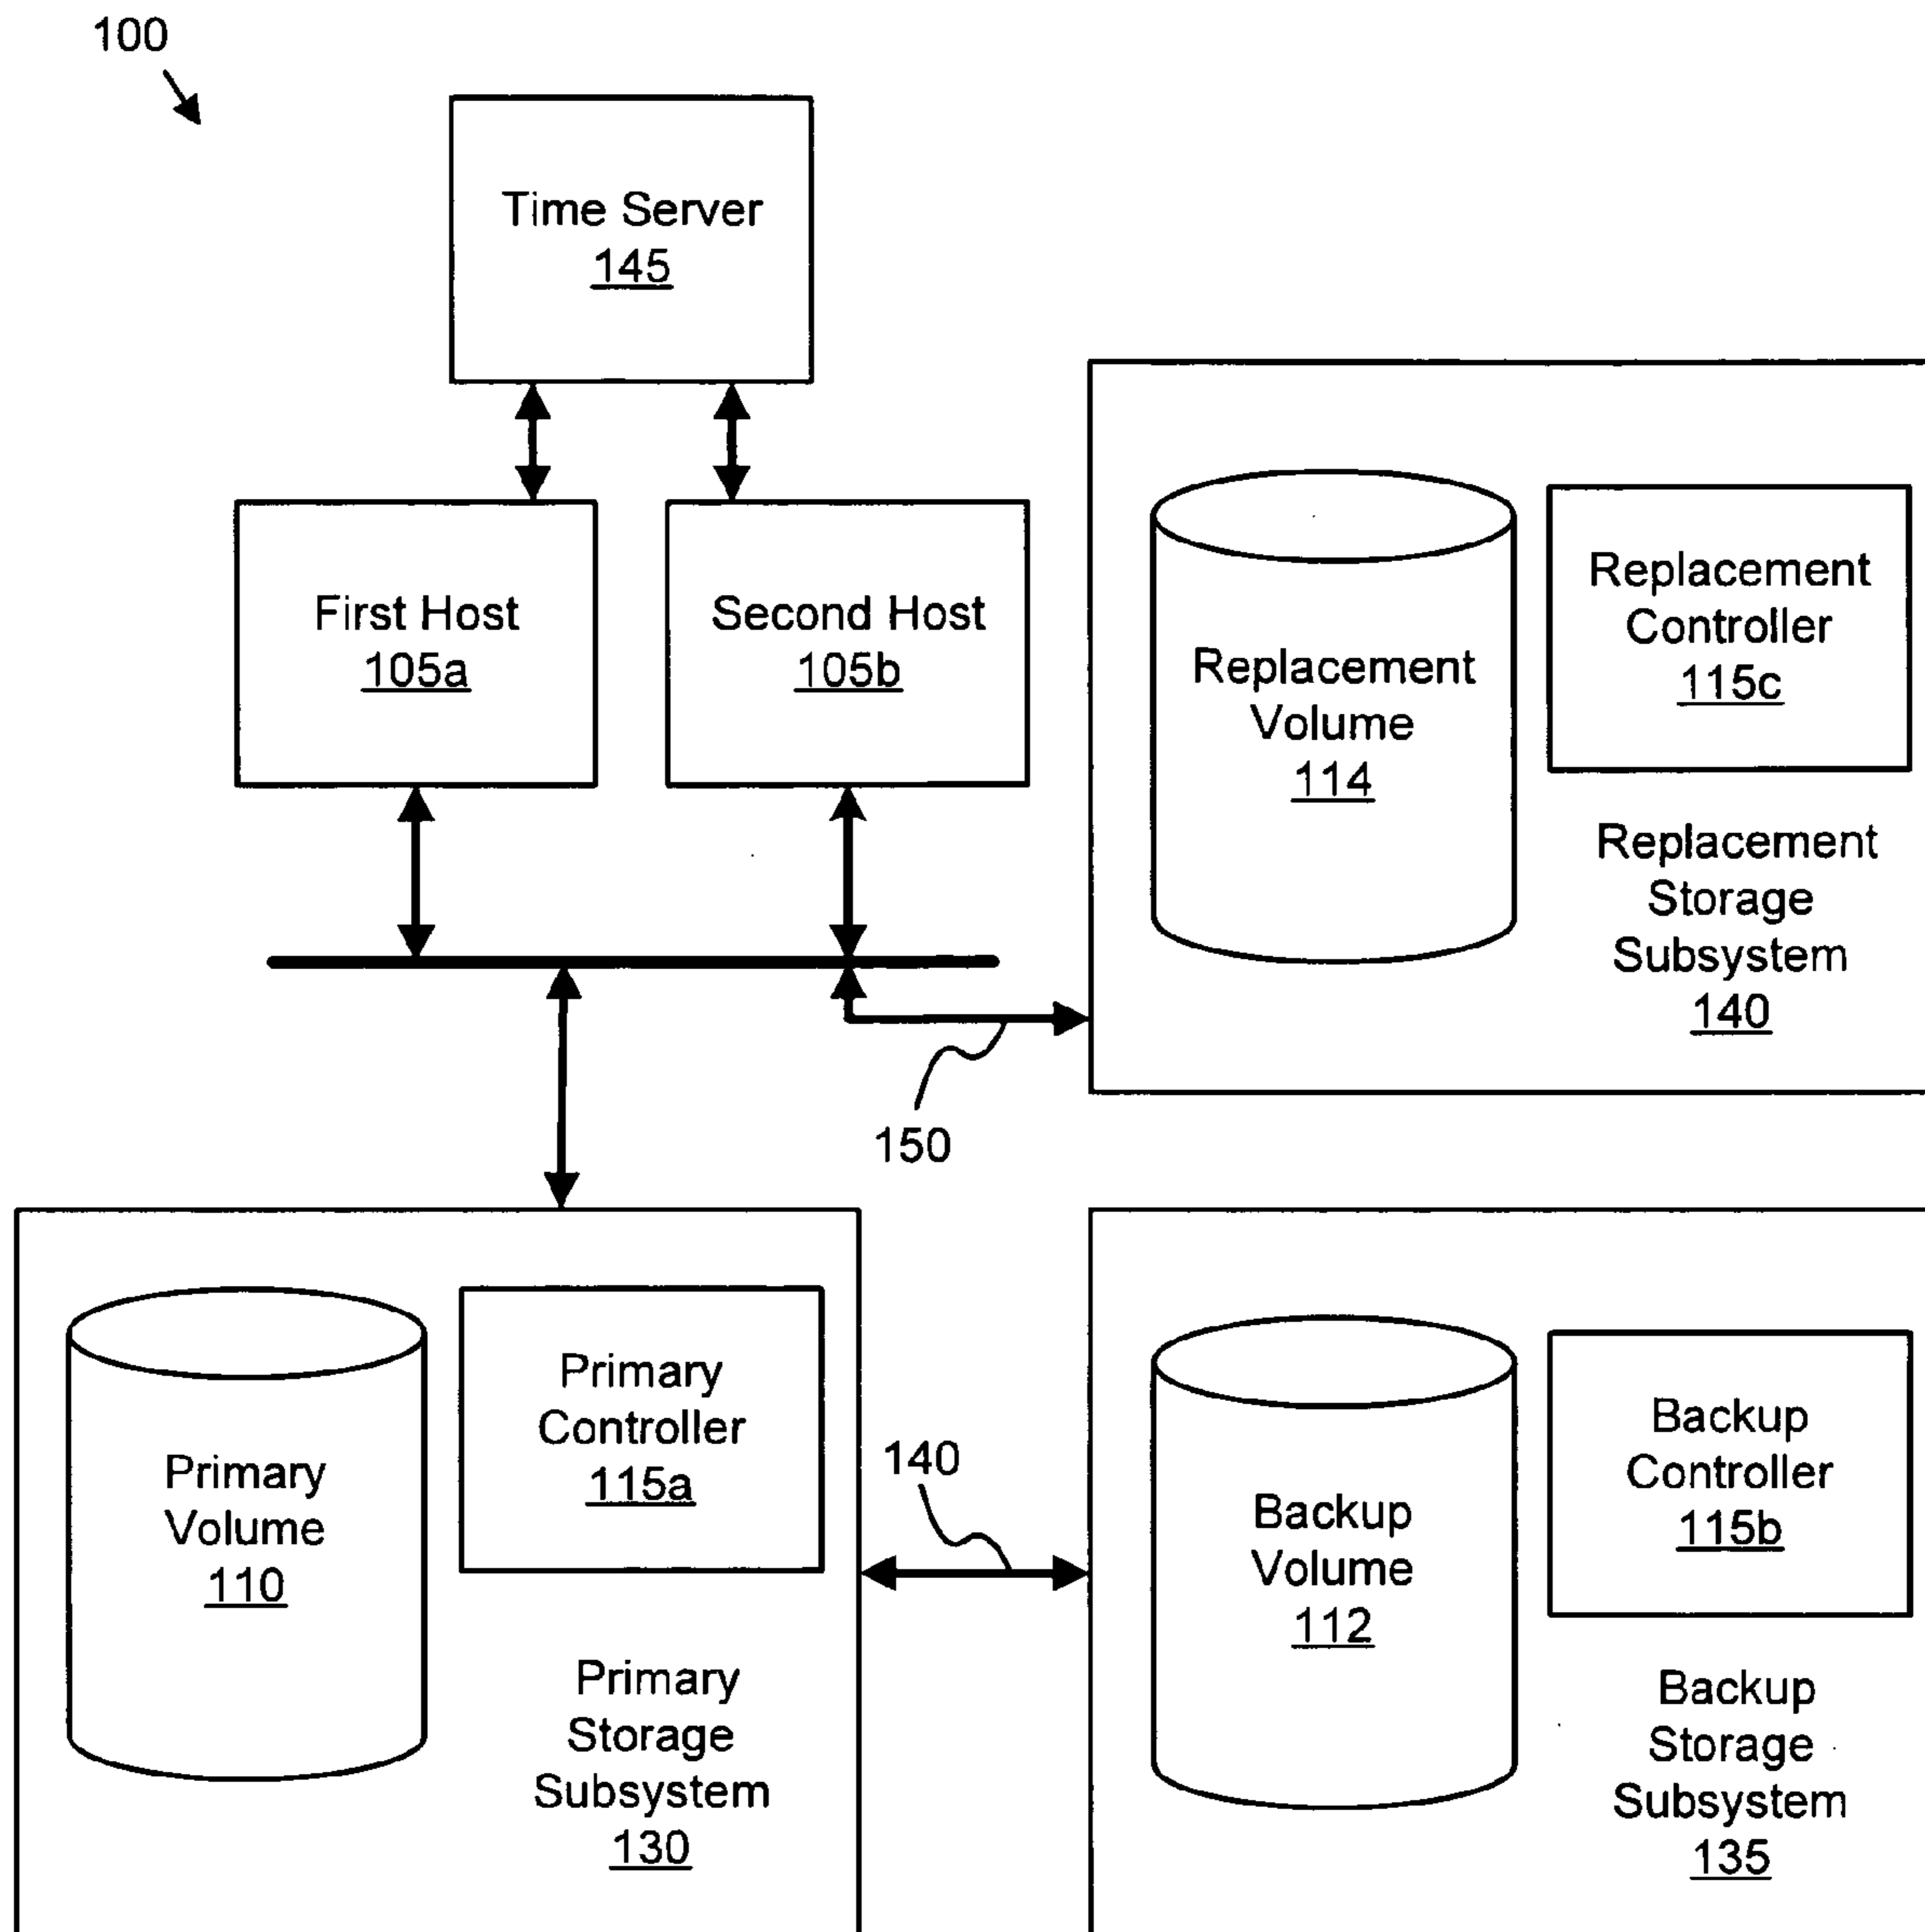 100
Time Server
145
First Host
105a
Second Host
105b
Replacement
Volume
114
Replacement
Controller
115c
Replacement
Storage
Subsystem
140
150
Primary
Volume
110
Primary
Controller
115a
Primary
Storage
Subsystem
130
140
Backup
Volume
112
Backup
Controller
115b
Backup
Storage
Subsystem
135